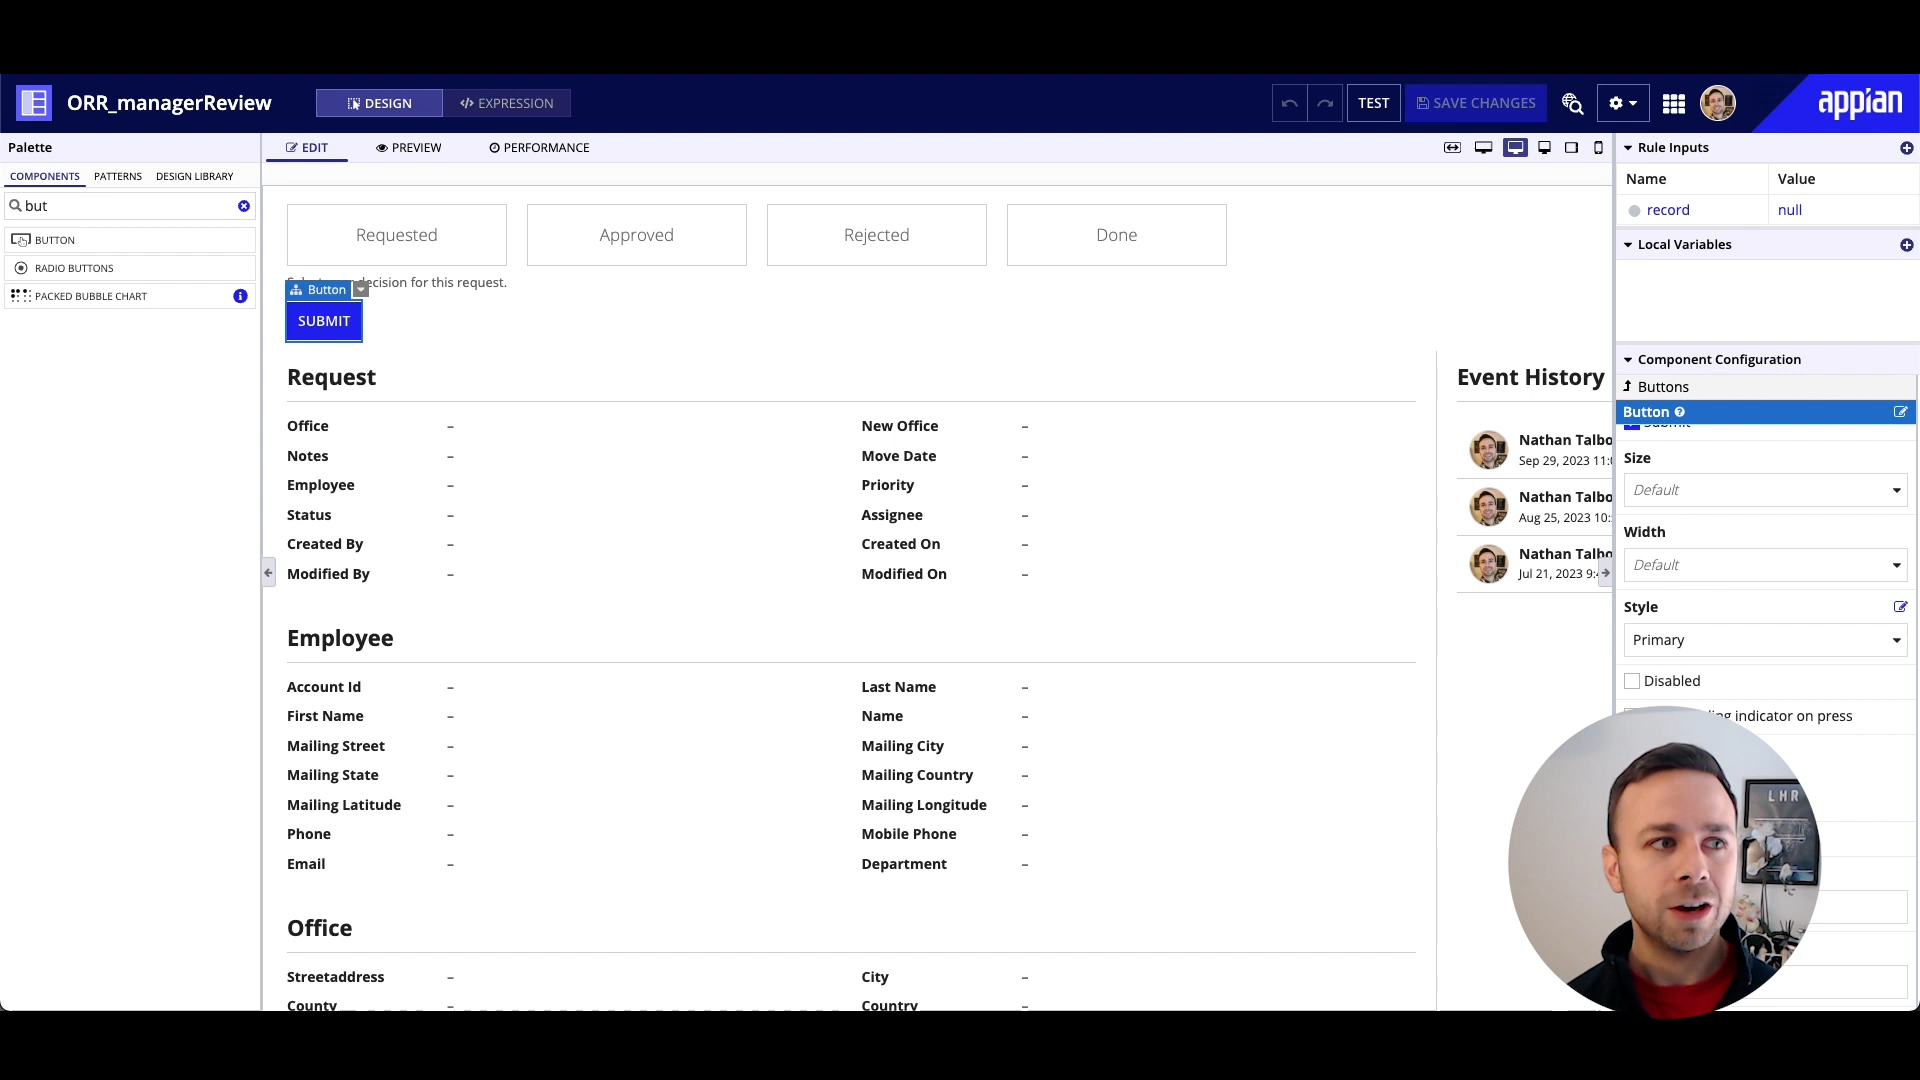 ORR_managerReview
DESIGN
EXPRESSION
TEST
SAVE CHANGES
appian
Palette
EDIT
PREVIEW
PERFORMANCE
Rule Inputs
COMPONENTS
PATTERNS
DESIGN LIBRARY
Name
Value
but
record
null
BUTTON
RADIO BUTTONS
PACKED BUBBLE CHART
Requested
Approved
Rejected
Done
Local Variables
ecision for this request.
Button
SUBMIT
Component Configuration
Buttons
Button
Submit
Size
Default
Width
Default
Style
Primary
Disabled
indicator on press
Request
Office –
New Office –
Notes –
Move Date –
Employee –
Priority –
Status –
Assignee –
Created By –
Created On –
Modified By –
Modified On –
Event History
Nathan Talbo
Sep 29, 2023 11:0
Nathan Talbo
Aug 25, 2023 10:
Nathan Talbo
Jul 21, 2023 9:4
Employee
Account Id –
Last Name –
First Name –
Name –
Mailing Street –
Mailing City –
Mailing State –
Mailing Country –
Mailing Latitude –
Mailing Longitude –
Phone –
Mobile Phone –
Email –
Department –
Office
Streetaddress –
City –
County –
Country –
LHR